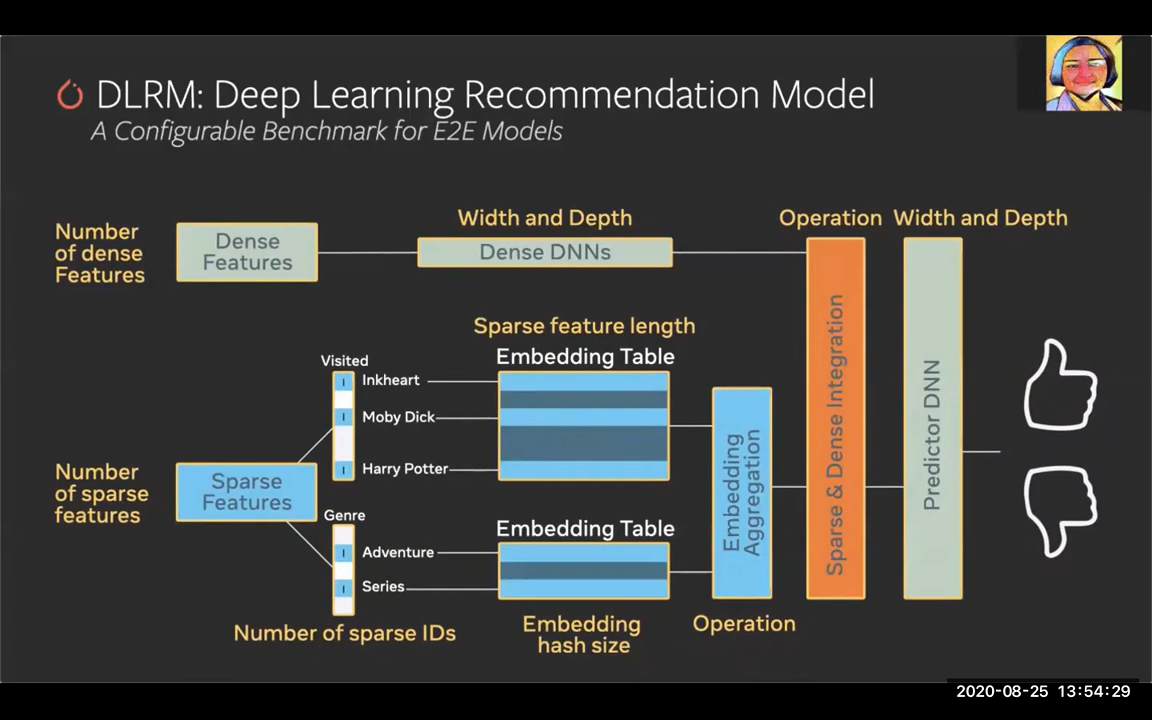 DLRM: Deep Learning Recommendation Model
A Configurable Benchmark for E2E Models
Width and Depth
Operation
Width and Depth
Number
of dense
Features
Dense
Features
Dense DNNs
Sparse feature length
Embedding Table
Visited
Inkheart
Moby Dick
Harry Potter
Number
of sparse
features
Sparse
Features
Genre
Adventure
Series
Embedding Table
Embedding
Aggregation
Sparse & Dense Integration
Predictor DNN
Number of sparse IDs
Embedding
hash size
Operation
2020-08-25 13:54:29